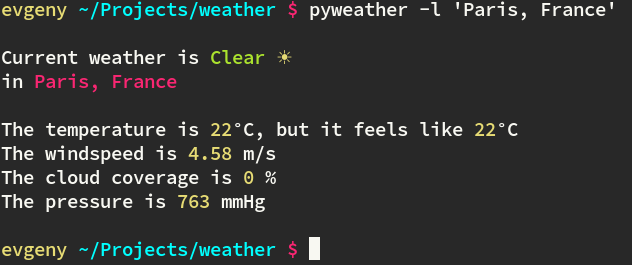 evgeny ~/Projects/weather $ pyweather -l 'Paris, France'
Current weather is Clear ☀
in Paris, France
The temperature is 22°C, but it feels like 22°C
The windspeed is 4.58 m/s
The cloud coverage is 0 %
The pressure is 763 mmHg
evgeny ~/Projects/weather $